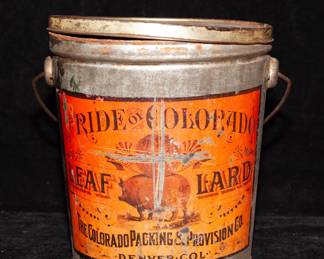 PRIDE OF COLORADO
LEAF LARD
THE COLORADO PACKING & PROVISION CO.
DENVER, COL.